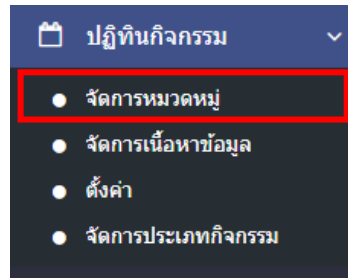 ปฏิทินกิจกรรม
จัดการหมวดหมู่
จัดการเนื้อหาข้อมูล
ตั้งค่า
จัดการประเภทกิจกรรม